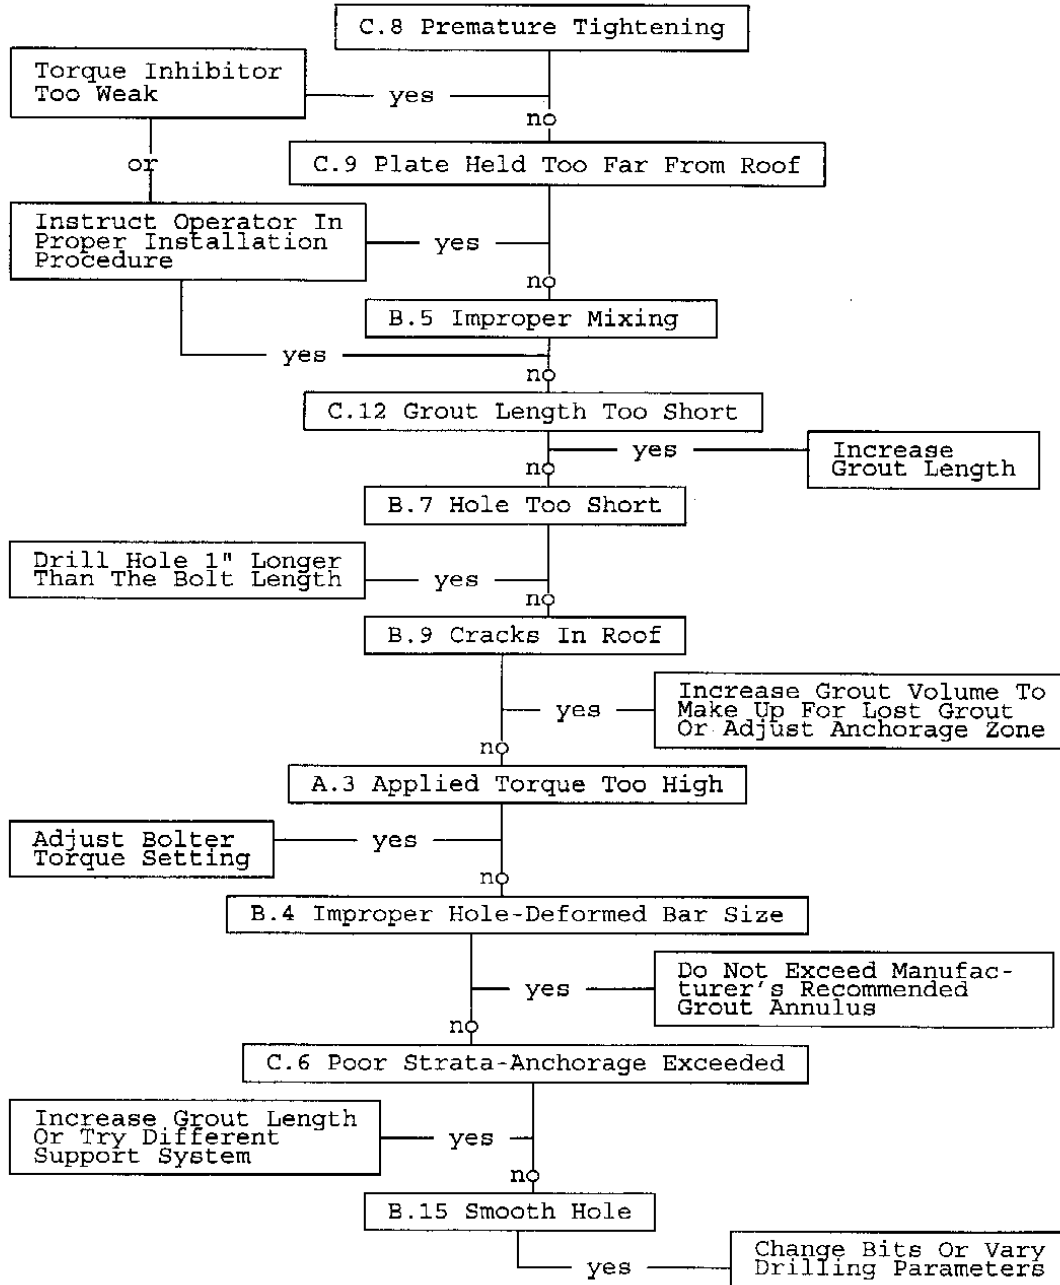 C.8 Premature Tightening
Torque Inhibitor
Too Weak
yes
no
or
C.9 Plate Held Too Far From Roof
Instruct Operator In
Proper Installation
Procedure
yes
no
B.5 Improper Mixing
yes
no
C.12 Grout Length Too Short
yes
Increase
Grout Length
no
B.7 Hole Too Short
Drill Hole 1" Longer
Than The Bolt Length
yes
no
B.9 Cracks In Roof
yes
Increase Grout Volume To
Make Up For Lost Grout
Or Adjust Anchorage Zone
no
A.3 Applied Torque Too High
Adjust Bolter
Torque Setting
yes
no
B.4 Improper Hole-Deformed Bar Size
yes
Do Not Exceed Manufac-
turer's Recommended
Grout Annulus
no
C.6 Poor Strata-Anchorage Exceeded
Increase Grout Length
Or Try Different
Support System
yes
no
B.15 Smooth Hole
yes
Change Bits Or Vary
Drilling Parameters